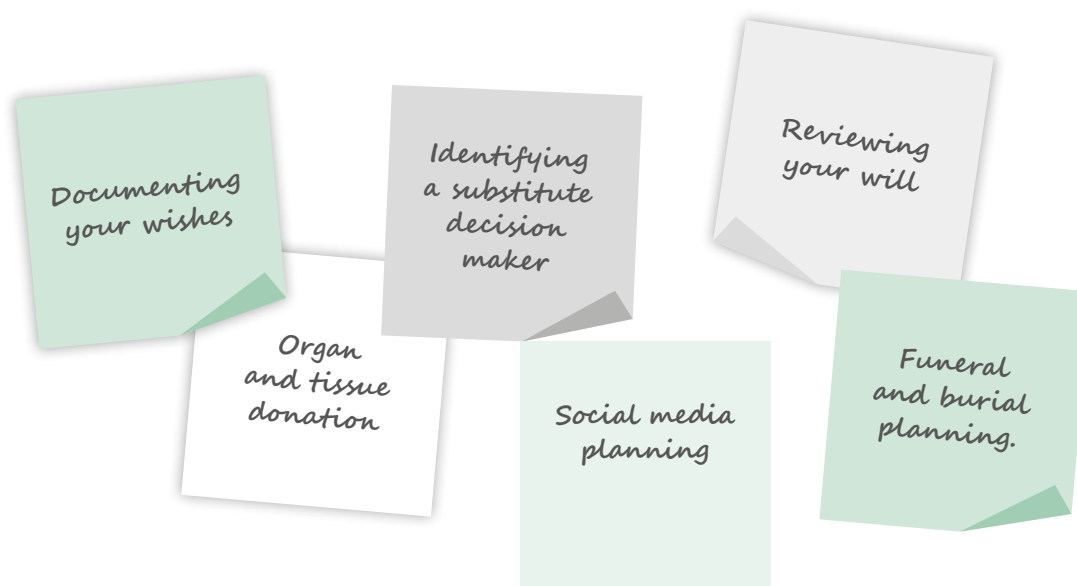 Documenting
your wishes
Organ
and tissue
donation
Identifying
a substitute
decision
maker
Social media
planning
Reviewing
your will
Funeral
and burial
planning.